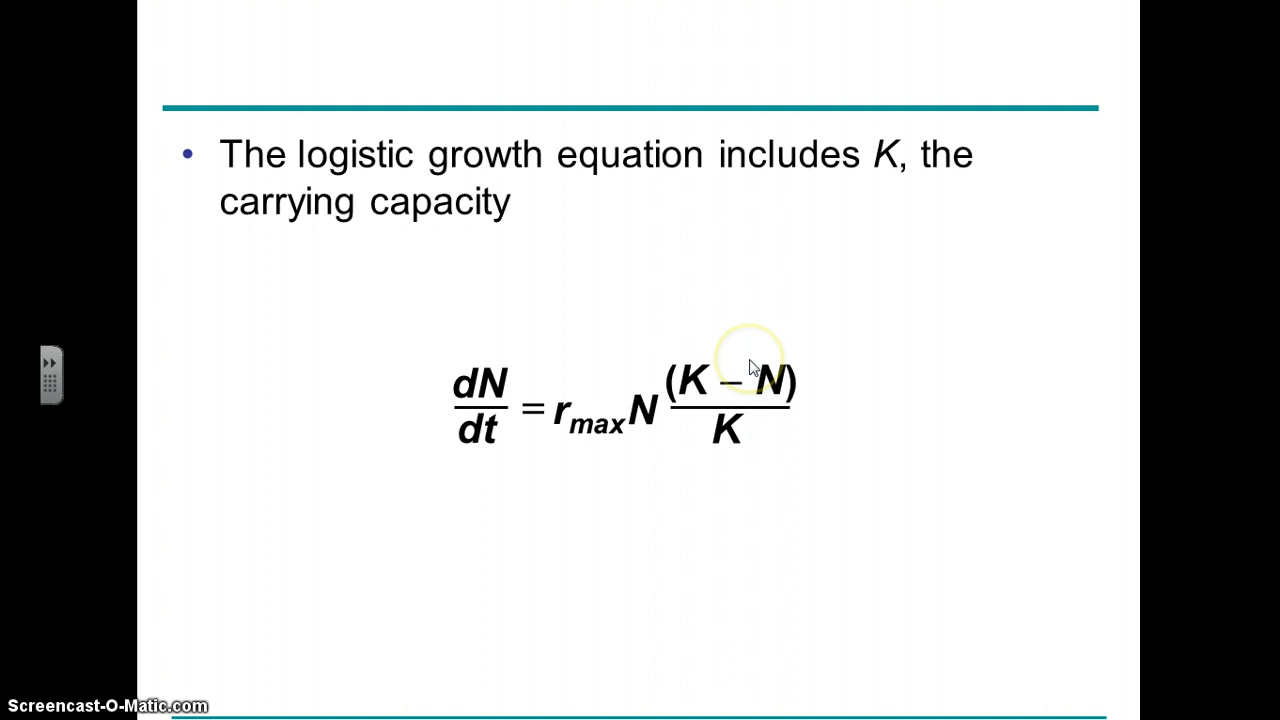 • The logistic growth equation includes K, the
carrying capacity
dN/dt = r_max N (K – N)/K
Screencast-O-Matic.com